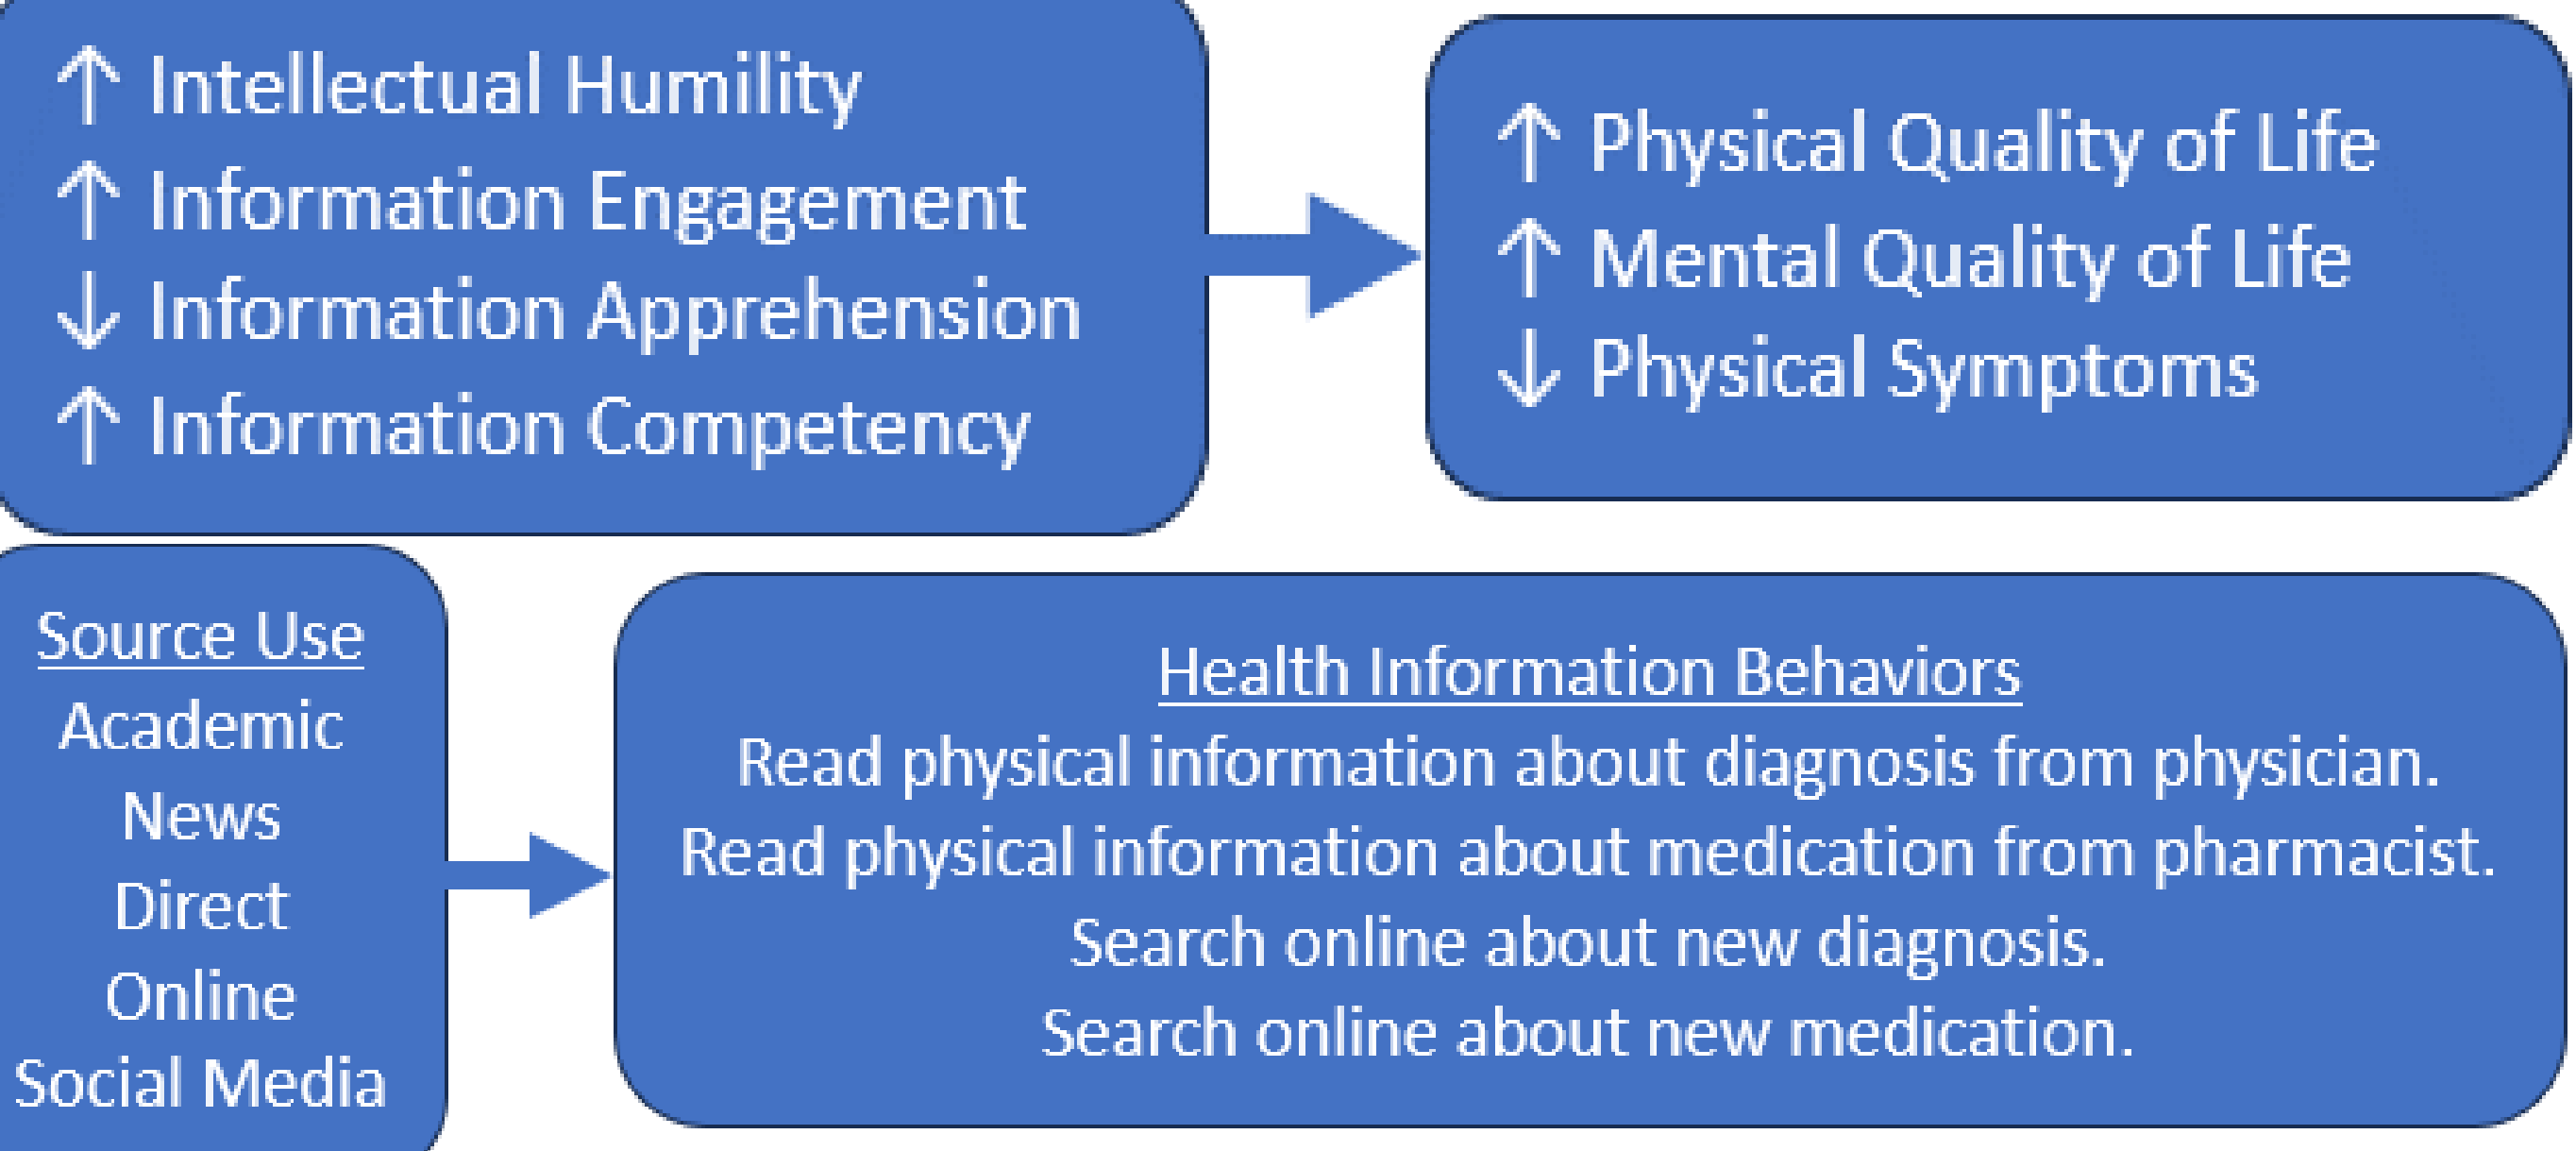 ↑ Intellectual Humility
↑ Information Engagement
↓ Information Apprehension
↑ Information Competency
↑ Physical Quality of Life
↑ Mental Quality of Life
↓ Physical Symptoms
Source Use
Academic
News
Direct
Online
Social Media
Health Information Behaviors
Read physical information about diagnosis from physician.
Read physical information about medication from pharmacist.
Search online about new diagnosis.
Search online about new medication.